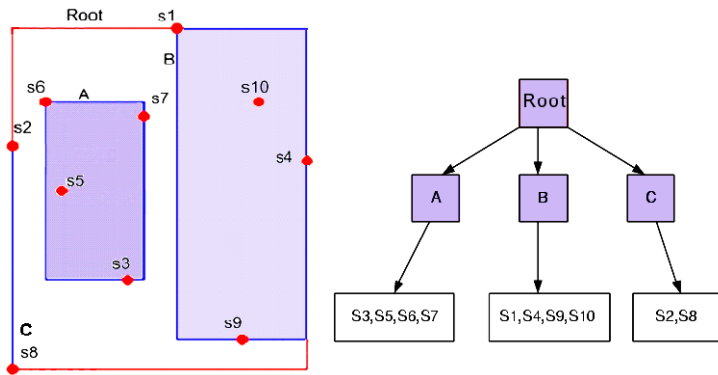 Root
s1
B
s6
A
s7
s10
s2
s4
s5
s3
s9
C
s8
Root
A
B
C
S3,S5,S6,S7
S1,S4,S9,S10
S2,S8